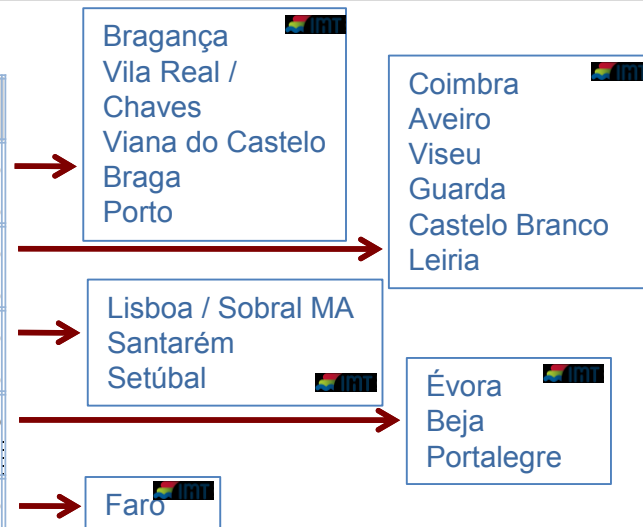 Bragança
Vila Real /
Chaves
Viana do Castelo
Braga
Porto
IMT
Coimbra
Aveiro
Viseu
Guarda
Castelo Branco
Leiria
IMT
Lisboa / Sobral MA
Santarém
Setúbal
IMT
Évora
Beja
Portalegre
IMT
Faro
IMT